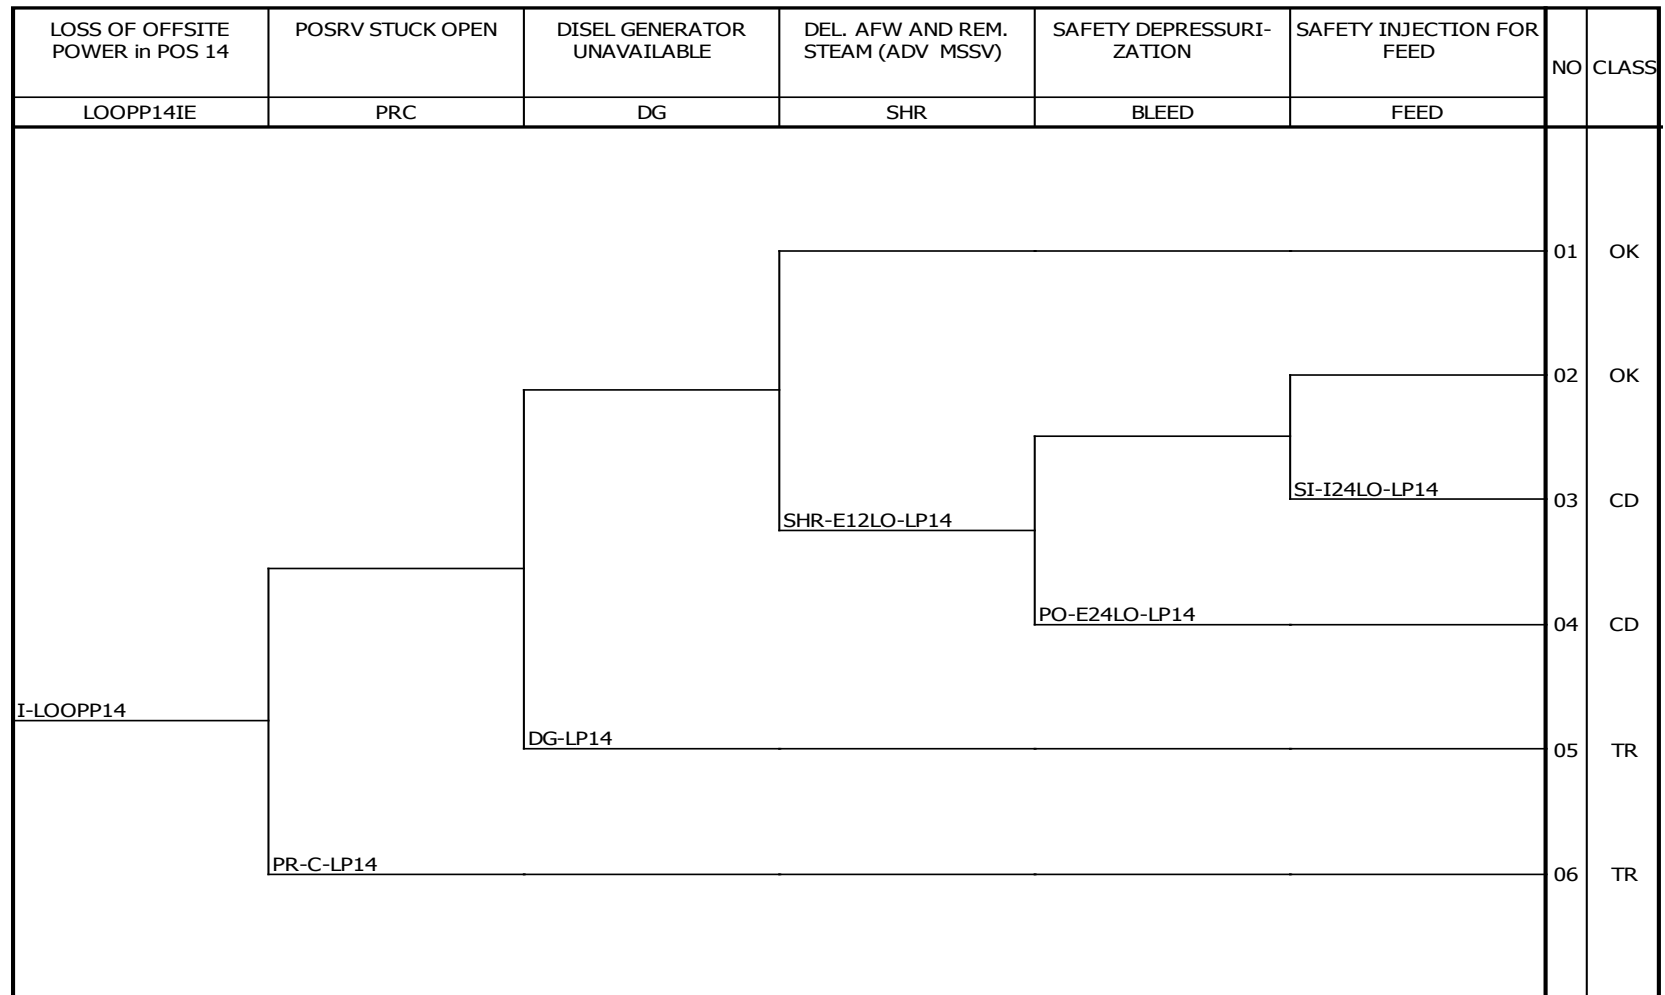 LOSS OF OFFSITE
POWER in POS 14
POSRV STUCK OPEN
DISEL GENERATOR
UNAVAILABLE
DEL. AFW AND REM.
STEAM (ADV MSSV)
SAFETY DEPRESSURI-
ZATION
SAFETY INJECTION FOR
FEED
NO
CLASS
LOOPP14IE
PRC
DG
SHR
BLEED
FEED
01 OK
02 OK
SI-I24LO-LP14
03 CD
SHR-E12LO-LP14
PO-E24LO-LP14
04 CD
I-LOOPP14
DG-LP14
05 TR
PR-C-LP14
06 TR